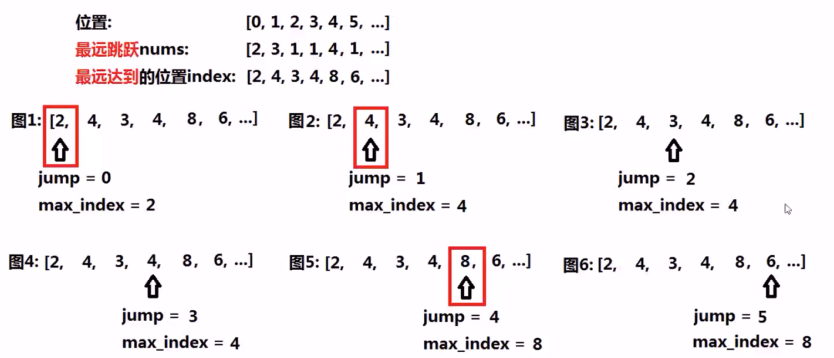 位置: [0, 1, 2, 3, 4, 5, ...]
最远跳跃nums: [2, 3, 1, 1, 4, 1, ...]
最远达到的位置index: [2, 4, 3, 4, 8, 6, ...]
图1: [2, 4, 3, 4, 8, 6, ...]
jump = 0
max_index = 2
图2: [2, 4, 3, 4, 8, 6, ...]
jump = 1
max_index = 4
图3: [2, 4, 3, 4, 8, 6, ...]
jump = 2
max_index = 4
图4: [2, 4, 3, 4, 8, 6, ...]
jump = 3
max_index = 4
图5: [2, 4, 3, 4, 8, 6, ...]
jump = 4
max_index = 8
图6: [2, 4, 3, 4, 8, 6, ...]
jump = 5
max_index = 8